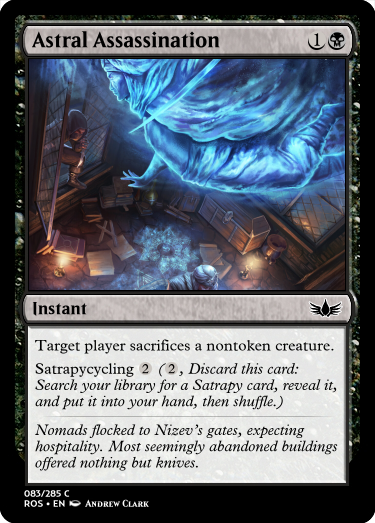 Astral Assassination 1
Instant
Target player sacrifices a nontoken creature.
Satrapycycling 2 (2, Discard this card:
Search your library for a Satrapy card, reveal it,
and put it into your hand, then shuffle.)
Nomads flocked to Nizev's gates, expecting
hospitality. Most seemingly abandoned buildings
offered nothing but knives.
083/285 C
ROS • EN Andrew Clark